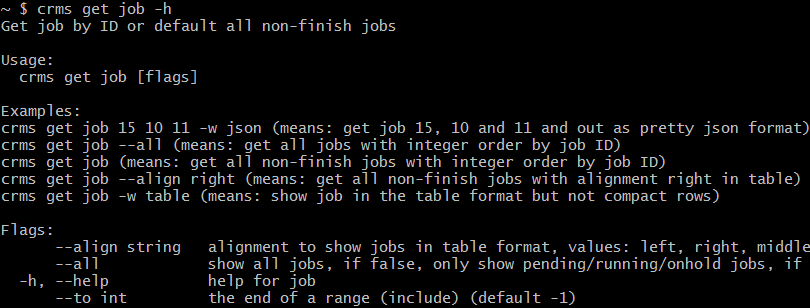 ~ $ crms get job -h
Get job by ID or default all non-finish jobs
Usage:
crms get job [flags]
Examples:
crms get job 15 10 11 -w json (means: get job 15, 10 and 11 and out as pretty json format)
crms get job --all (means: get all jobs with integer order by job ID)
crms get job (means: get all non-finish jobs with integer order by job ID)
crms get job --align right (means: get all non-finish jobs with alignment right in table)
crms get job -w table (means: show job in the table format but not compact rows)
Flags:
--align string alignment to show jobs in table format, values: left, right, middle
--all show all jobs, if false, only show pending/running/onhold jobs, if
-h, --help help for job
--to int the end of a range (include) (default -1)